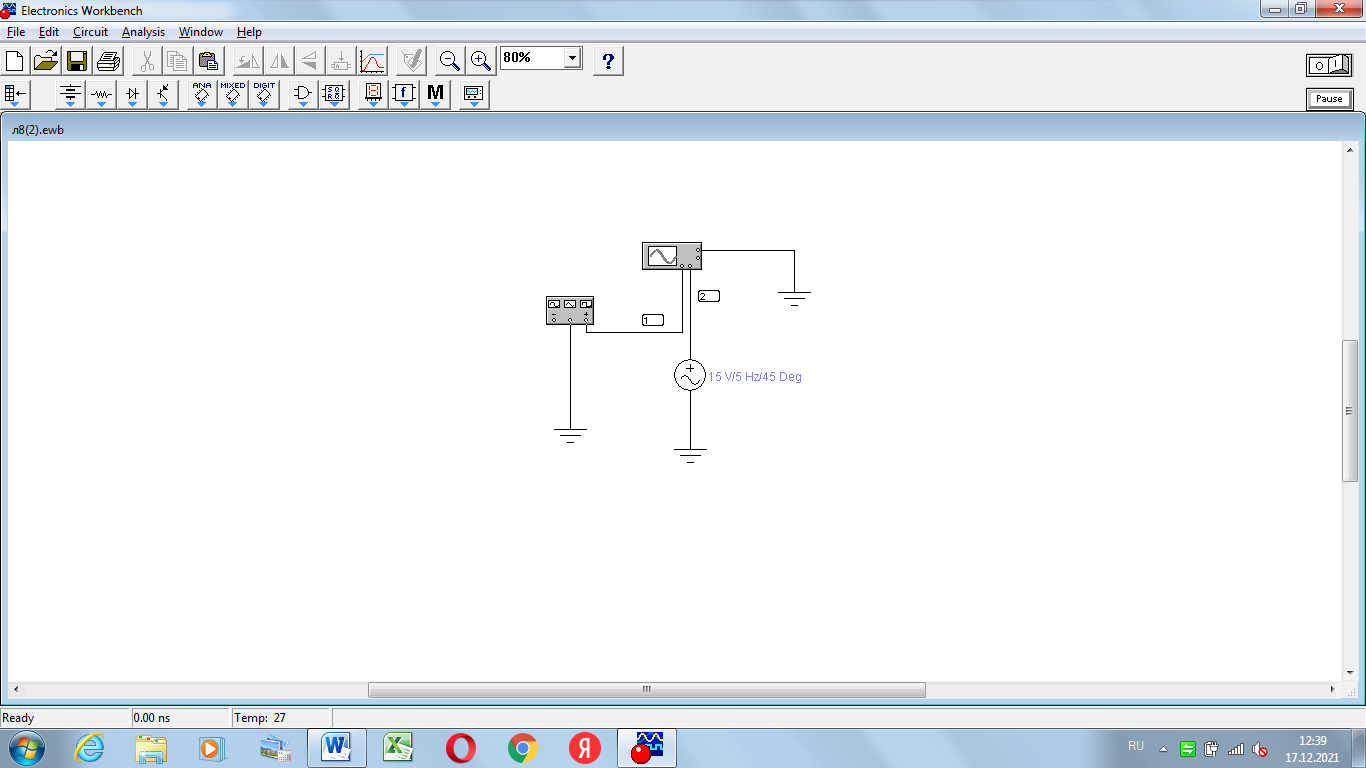 Electronics Workbench
File Edit Circuit Analysis Window Help
80%
?
O I
ANA MIXED DIGIT
f M
Pause
л8(2).ewb
2
1
15 V/5 Hz/45 Deg
Ready 0.00 ns Temp: 27
RU
12:39
17.12.2021